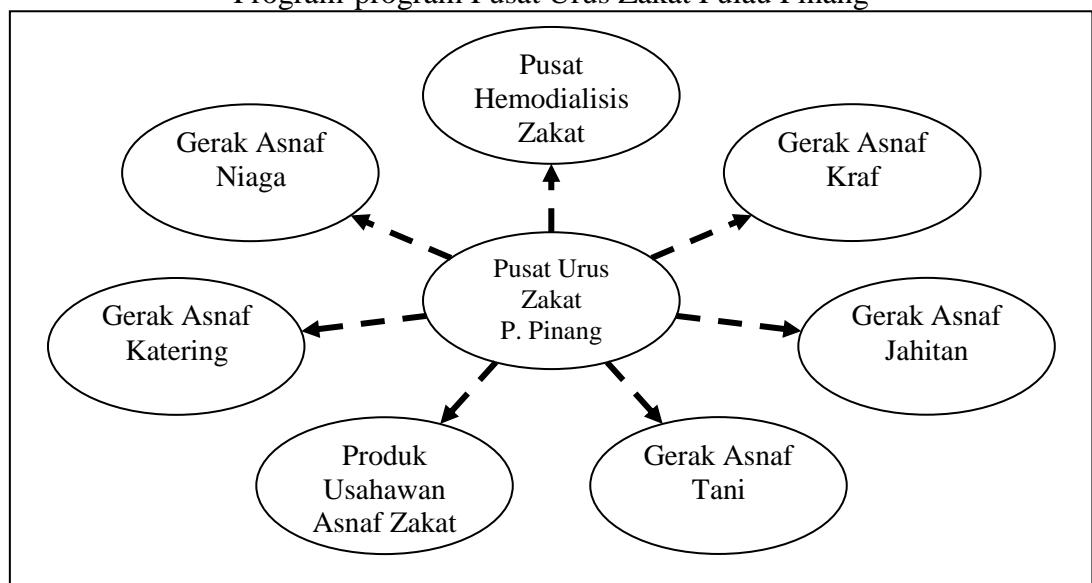 Program-program Pusat Urus Zakat Pulau Pinang
Pusat
Hemodialisis
Zakat
Gerak Asnaf
Niaga
Gerak Asnaf
Kraf
Pusat Urus
Zakat
P. Pinang
Gerak Asnaf
Katering
Gerak Asnaf
Jahitan
Produk
Usahawan
Asnaf Zakat
Gerak Asnaf
Tani